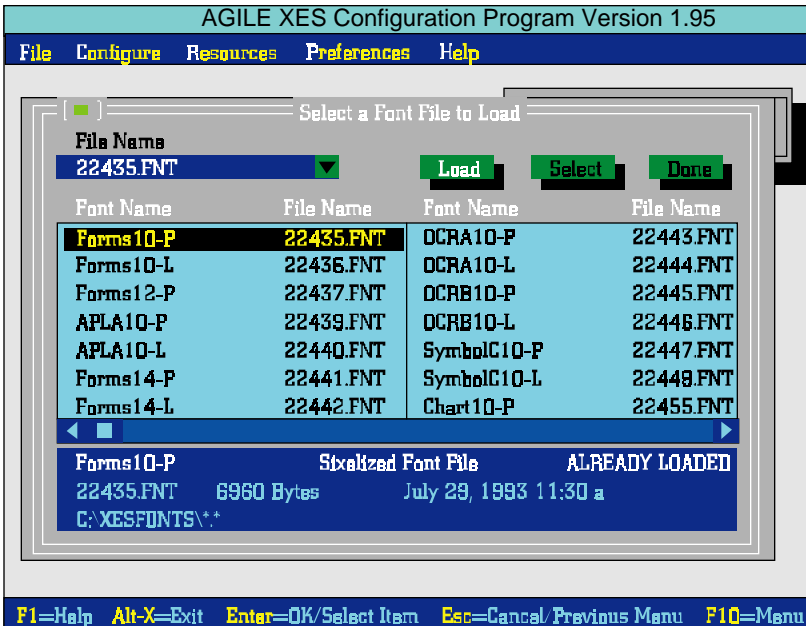 AGILE XES Configuration Program Version 1.95
File Configure Resources Preferences Help
[■] Select a Font File to Load
File Name
22435.FNT ▼ Load Select Done
Font Name File Name Font Name File Name
Forms10-P 22435.FNT OCRA10-P 22443.FNT
Forms10-L 22436.FNT OCRA10-L 22444.FNT
Forms12-P 22437.FNT OCRB10-P 22445.FNT
APLA10-P 22439.FNT OCRB10-L 22446.FNT
APLA10-L 22440.FNT SymbolC10-P 22447.FNT
Forms14-P 22441.FNT SymbolC10-L 22449.FNT
Forms14-L 22442.FNT Chart10-P 22455.FNT
Forms10-P Sixelized Font File ALREADY LOADED
22435.FNT 6960 Bytes July 29, 1993 11:30 a
C:\XESFONTS\*.*
F1=Help Alt-X=Exit Enter=OK/Select Item Esc=Cancel/Previous Menu F10=Menu